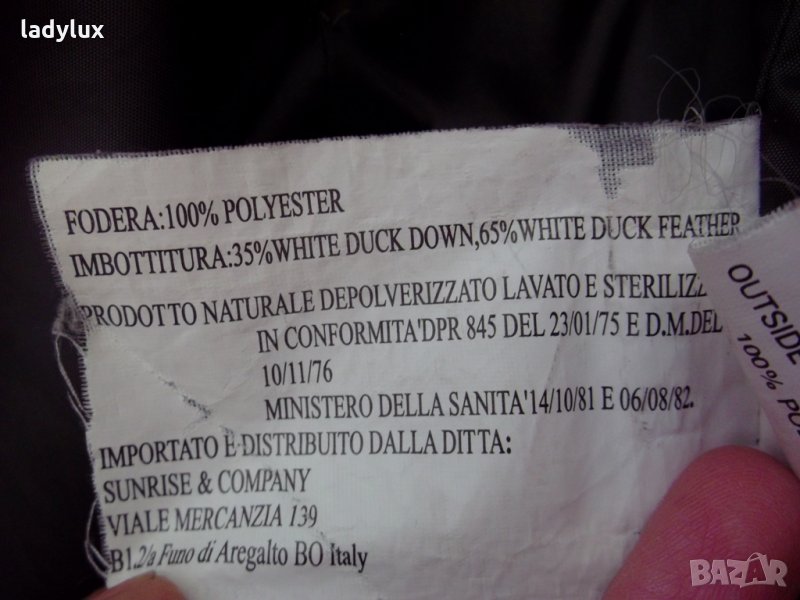 ladylux
FODERA:100% POLYESTER
IMBOTTITURA:35%WHITE DUCK DOWN,65%WHITE DUCK FEATHER
PRODOTTO NATURALE DEPOLVERIZZATO LAVATO E STERILIZZ
IN CONFORMITA'DPR 845 DEL 23/01/75 E D.M.DEL
10/11/76
MINISTERO DELLA SANITA'14/10/81 E 06/08/82.
IMPORTATO E DISTRIBUITO DALLA DITTA:
SUNRISE & COMPANY
VIALE MERCANZIA 139
B1.2/a Funo di Aregalto BO Italy
OUTSIDE
100%
BAZAR